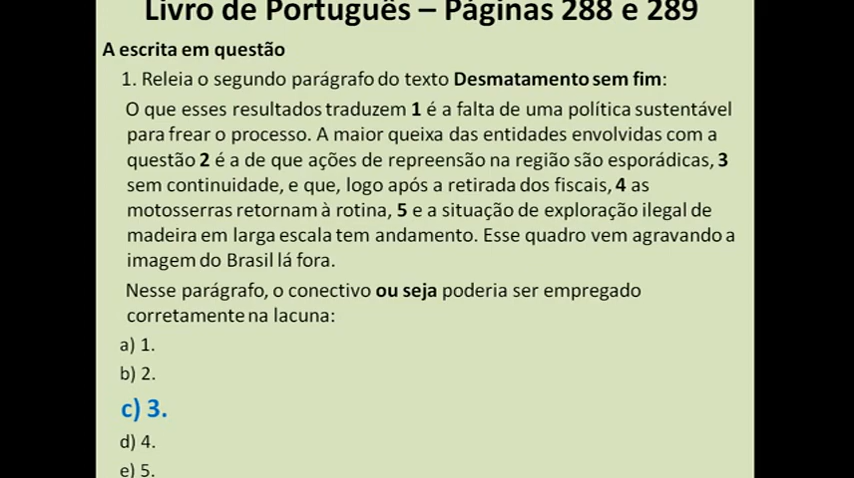 Livro de Português – Páginas 288 e 289
A escrita em questão
1. Releia o segundo parágrafo do texto Desmatamento sem fim:
O que esses resultados traduzem 1 é a falta de uma política sustentável
para frear o processo. A maior queixa das entidades envolvidas com a
questão 2 é a de que ações de repreensão na região são esporádicas, 3
sem continuidade, e que, logo após a retirada dos fiscais, 4 as
motosserras retornam à rotina, 5 e a situação de exploração ilegal de
madeira em larga escala tem andamento. Esse quadro vem agravando a
imagem do Brasil lá fora.
Nesse parágrafo, o conectivo ou seja poderia ser empregado
corretamente na lacuna:
a) 1.
b) 2.
c) 3.
d) 4.
e) 5.